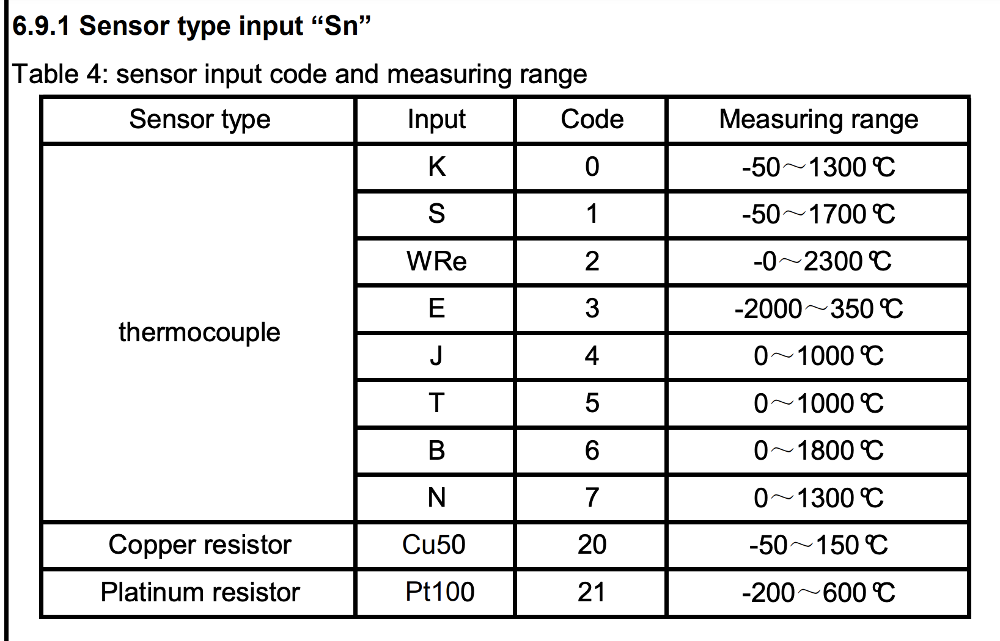 6.9.1 Sensor type input “Sn”
Table 4: sensor input code and measuring range
Sensor type Input Code Measuring range
thermocouple
K 0 -50～1300℃
S 1 -50～1700℃
WRe 2 -0～2300℃
E 3 -2000～350℃
J 4 0～1000℃
T 5 0～1000℃
B 6 0～1800℃
N 7 0～1300℃
Copper resistor Cu50 20 -50～150℃
Platinum resistor Pt100 21 -200～600℃